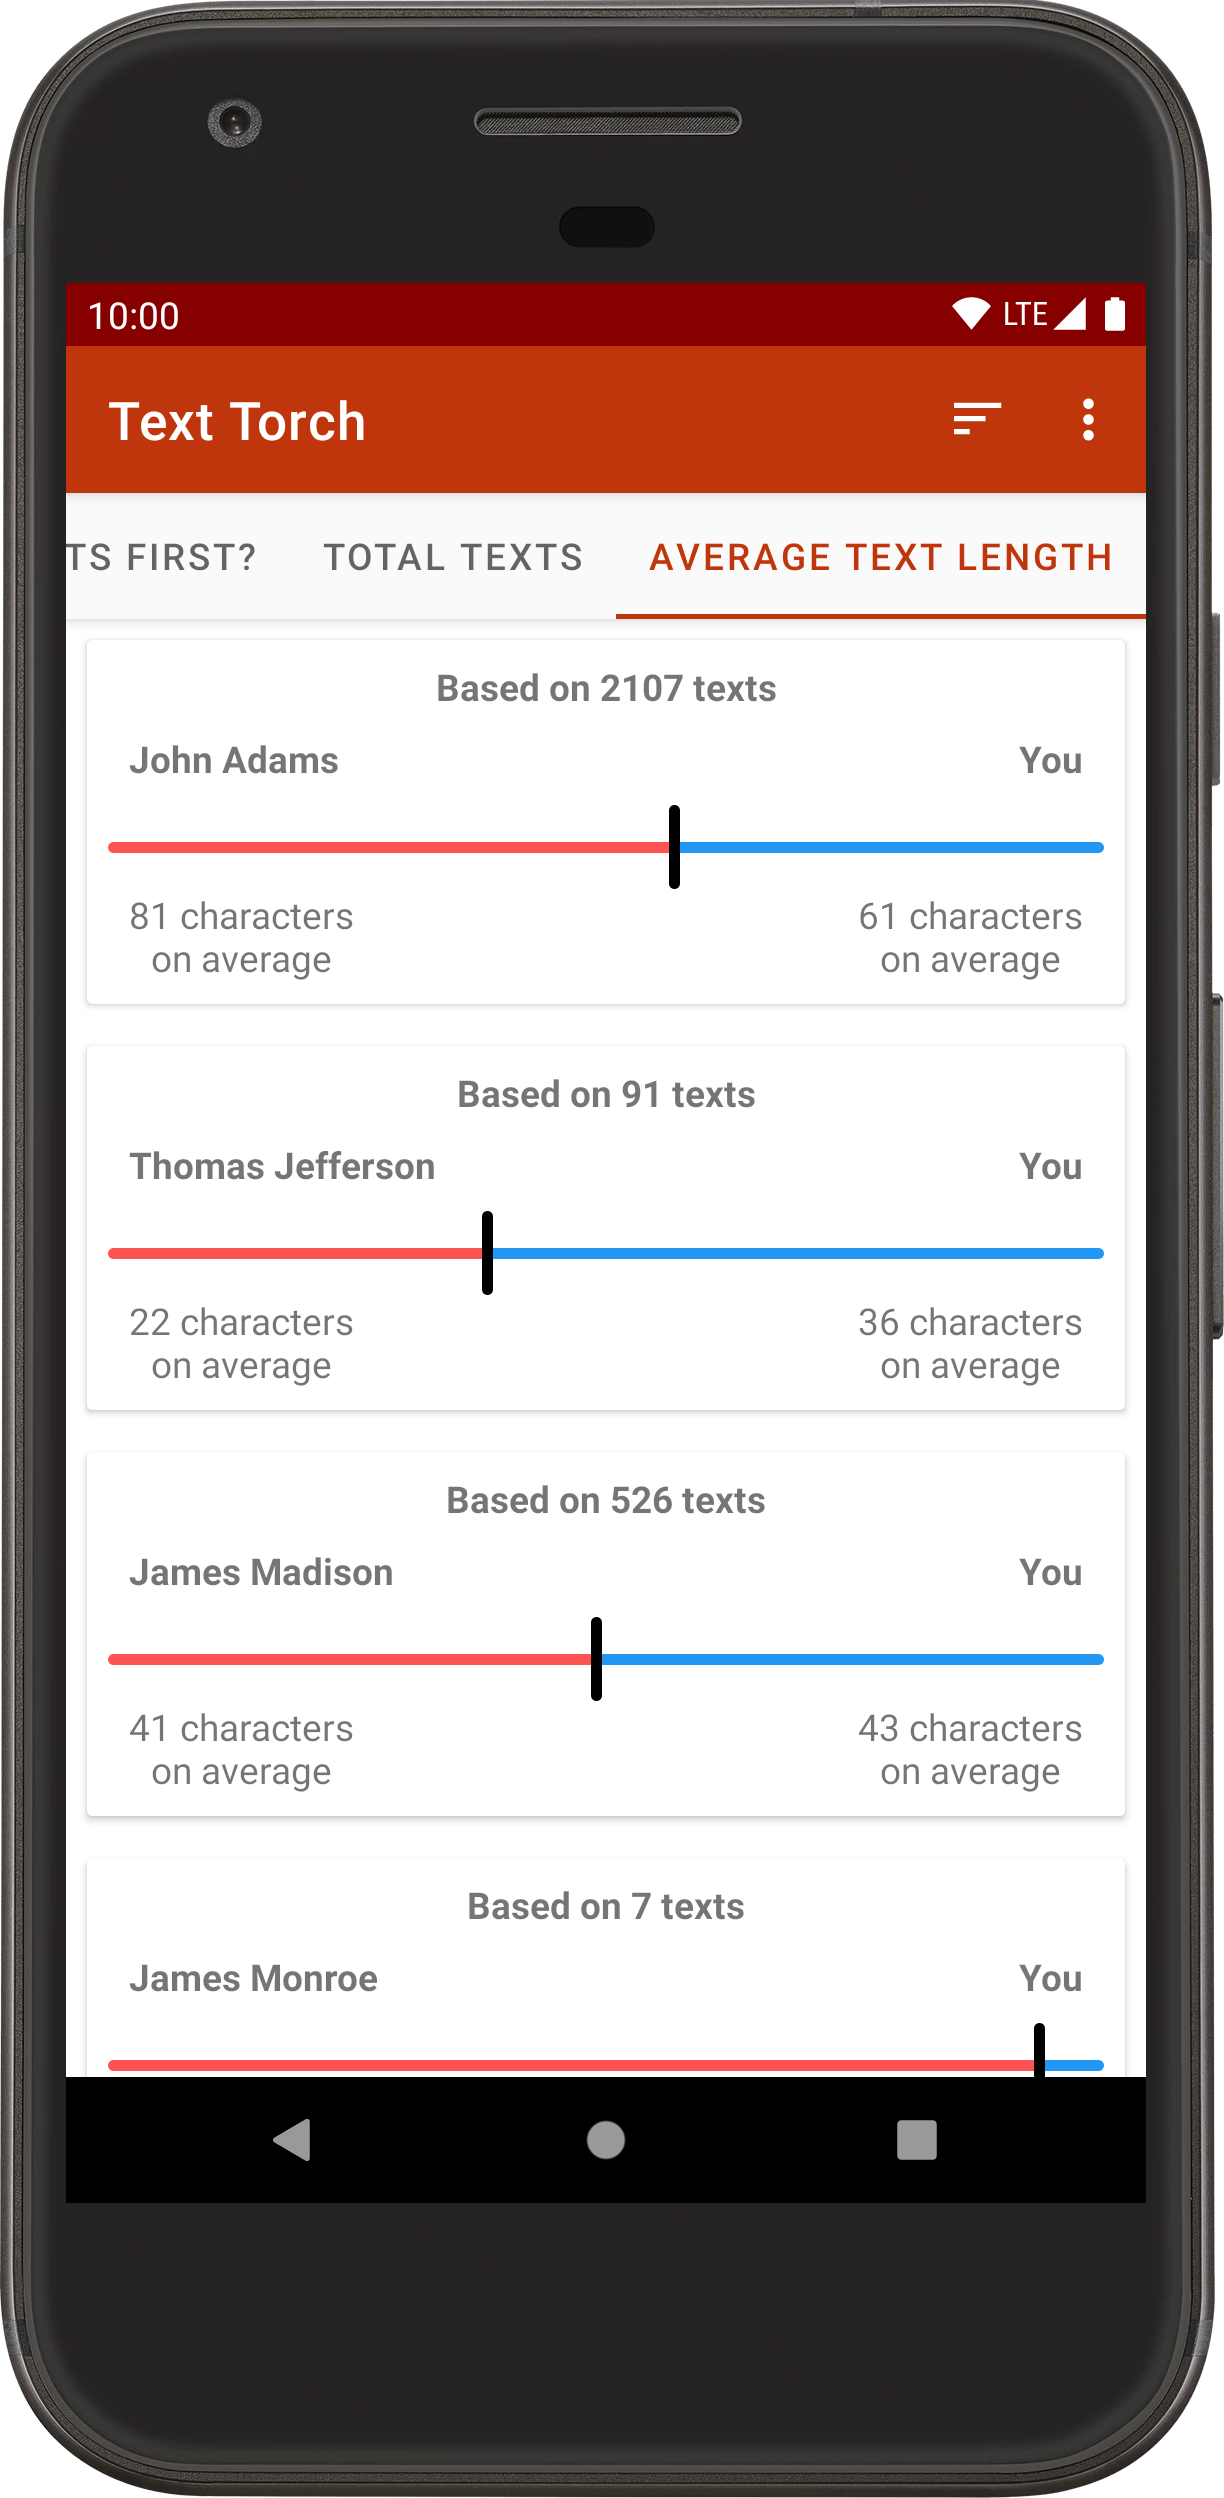 10:00
LTE
Text Torch
TS FIRST?
TOTAL TEXTS
AVERAGE TEXT LENGTH
Based on 2107 texts
John Adams
You
81 characters
on average
61 characters
on average
Based on 91 texts
Thomas Jefferson
You
22 characters
on average
36 characters
on average
Based on 526 texts
James Madison
You
41 characters
on average
43 characters
on average
Based on 7 texts
James Monroe
You